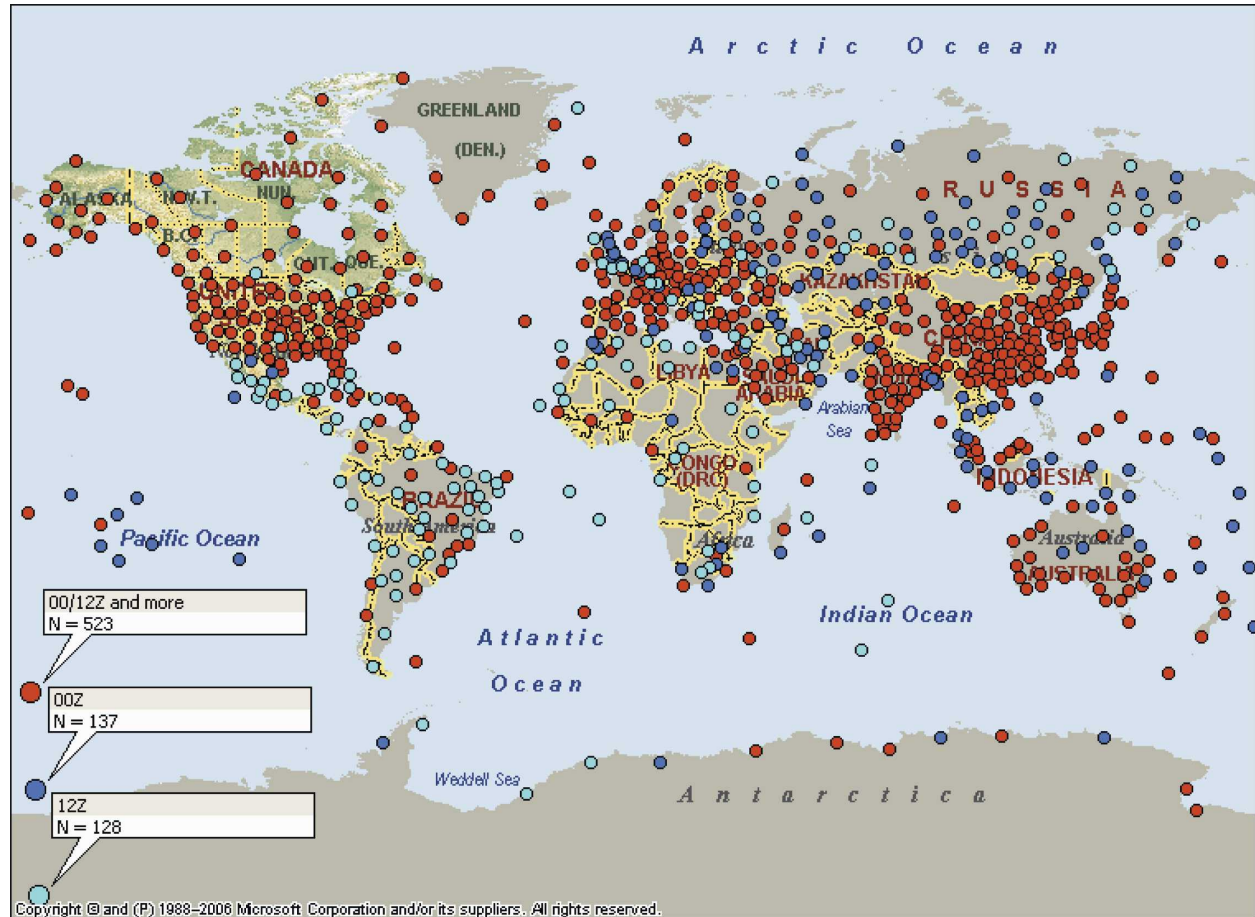 Arctic Ocean
GREENLAND
(DEN.)
CANADA
NUN.
ALASKA
N.W.T.
B.C.
ONT.
QUE.
RUSSIA
KAZAKHSTAN
UNITED
LIBYA
SAUDI
ARABIA
Arabian
Sea
CONGO
(DRC)
INDONESIA
BRAZIL
South America
Africa
Australia
AUSTRALIA
Pacific Ocean
Indian Ocean
Atlantic
Ocean
00/12Z and more
N = 523
00Z
N = 137
12Z
N = 128
Weddell Sea
Antarctica
Copyright © and (P) 1988–2006 Microsoft Corporation and/or its suppliers. All rights reserved.